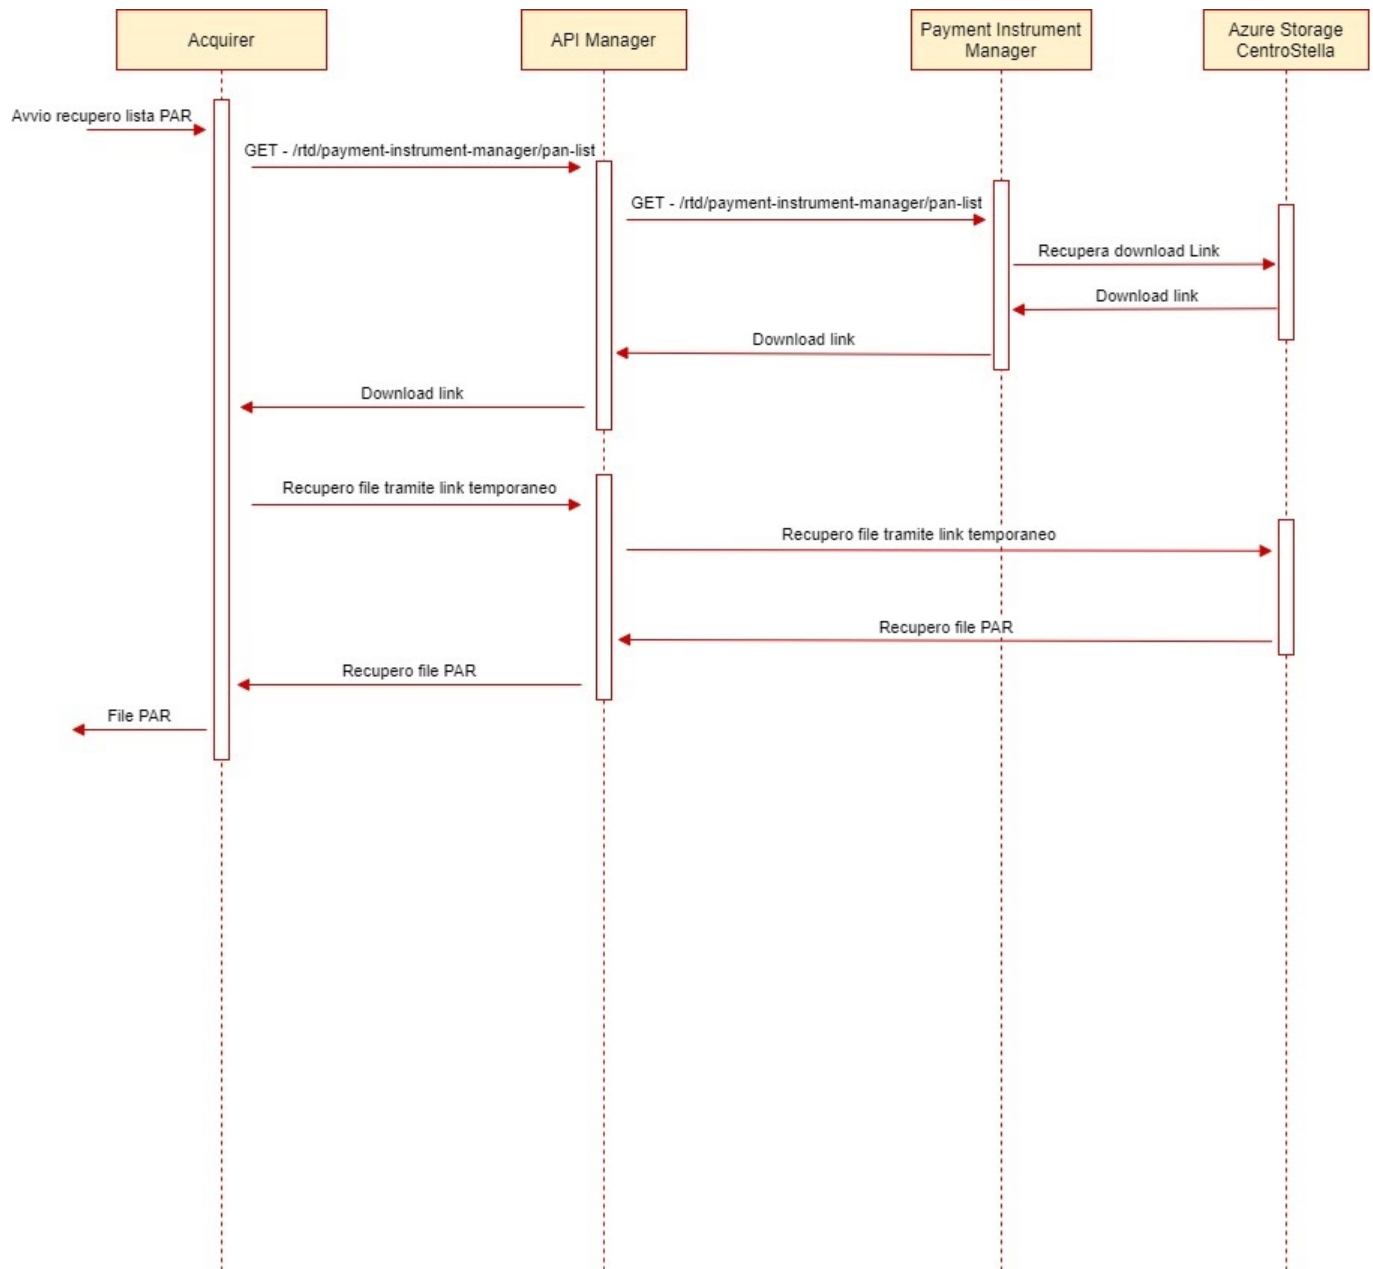 Acquirer
API Manager
Payment Instrument
Manager
Azure Storage
CentroStella
Avvio recupero lista PAR
GET - /rtd/payment-instrument-manager/pan-list
GET - /rtd/payment-instrument-manager/pan-list
Recupera download Link
Download link
Download link
Download link
Recupero file tramite link temporaneo
Recupero file tramite link temporaneo
Recupero file PAR
Recupero file PAR
File PAR